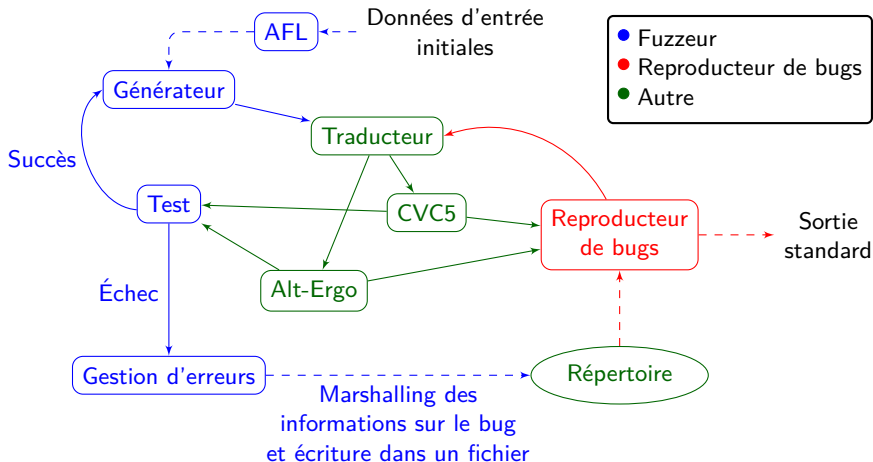 AFL
Données d'entrée
initiales
Fuzzeur
Reproducteur de bugs
Autre
Générateur
Traducteur
Succès
Test
CVC5
Reproducteur
de bugs
Sortie
standard
Échec
Alt-Ergo
Gestion d'erreurs
Répertoire
Marshalling des
informations sur le bug
et écriture dans un fichier